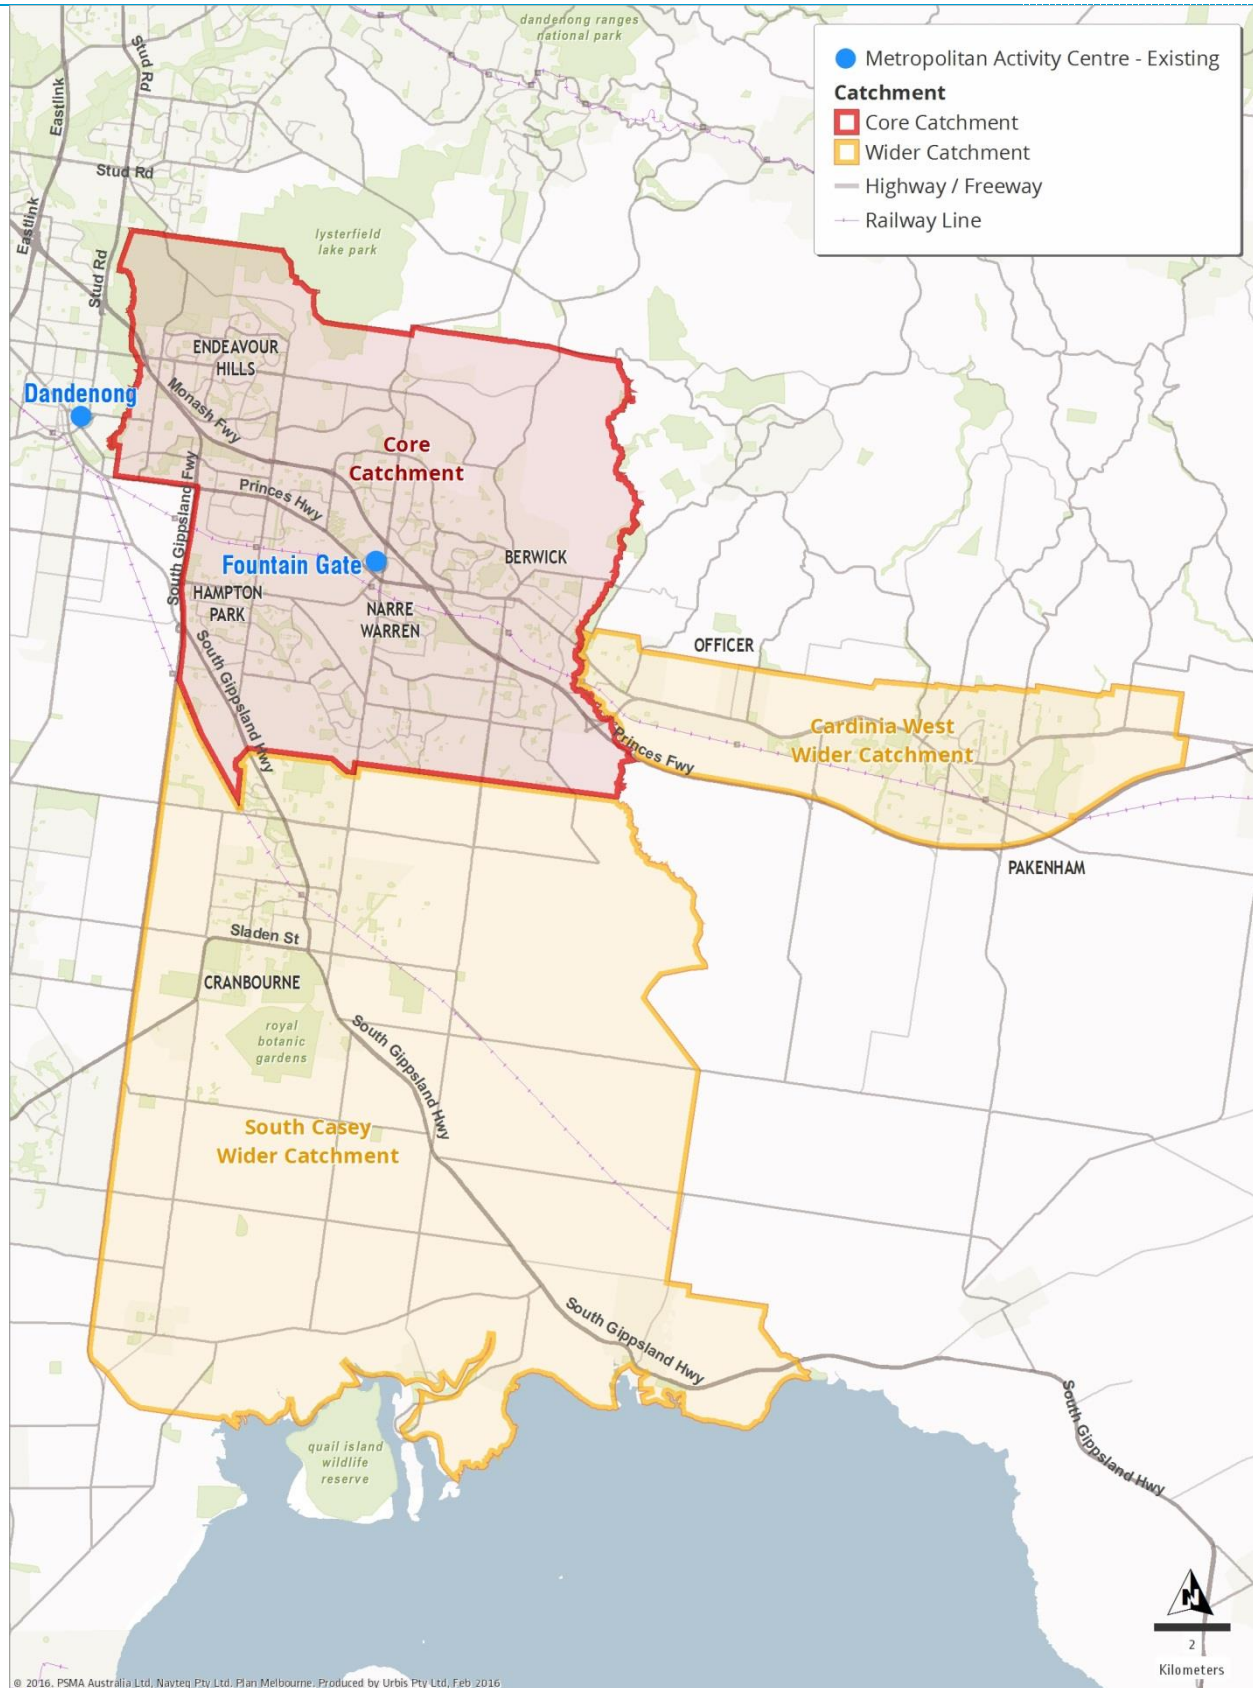 dandenong ranges
national park
Metropolitan Activity Centre - Existing
Catchment
Core Catchment
Wider Catchment
Highway / Freeway
Railway Line
Eastlink
Stud Rd
Stud Rd
Eastlink
Stud Rd
lysterfield
lake park
ENDEAVOUR
HILLS
Dandenong
Monash Fwy
Core
Catchment
South Gippsland Fwy
Princes Hwy
Fountain Gate
BERWICK
HAMPTON
PARK
NARRE
WARREN
OFFICER
South Gippsland Hwy
Cardinia West
Wider Catchment
Princes Fwy
PAKENHAM
Sladen St
CRANBOURNE
royal
botanic
gardens
South Gippsland Hwy
South Casey
Wider Catchment
South Gippsland Hwy
South Gippsland Hwy
quail island
wildlife
reserve
N
2
Kilometers
© 2016. PSMA Australia Ltd, Navteq Pty Ltd. Plan Melbourne. Produced by Urbis Pty Ltd, Feb 2016